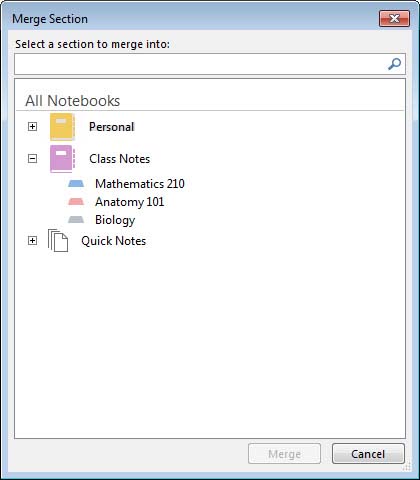 Merge Section
Select a section to merge into:
All Notebooks
Personal
Class Notes
Mathematics 210
Anatomy 101
Biology
Quick Notes
Merge
Cancel